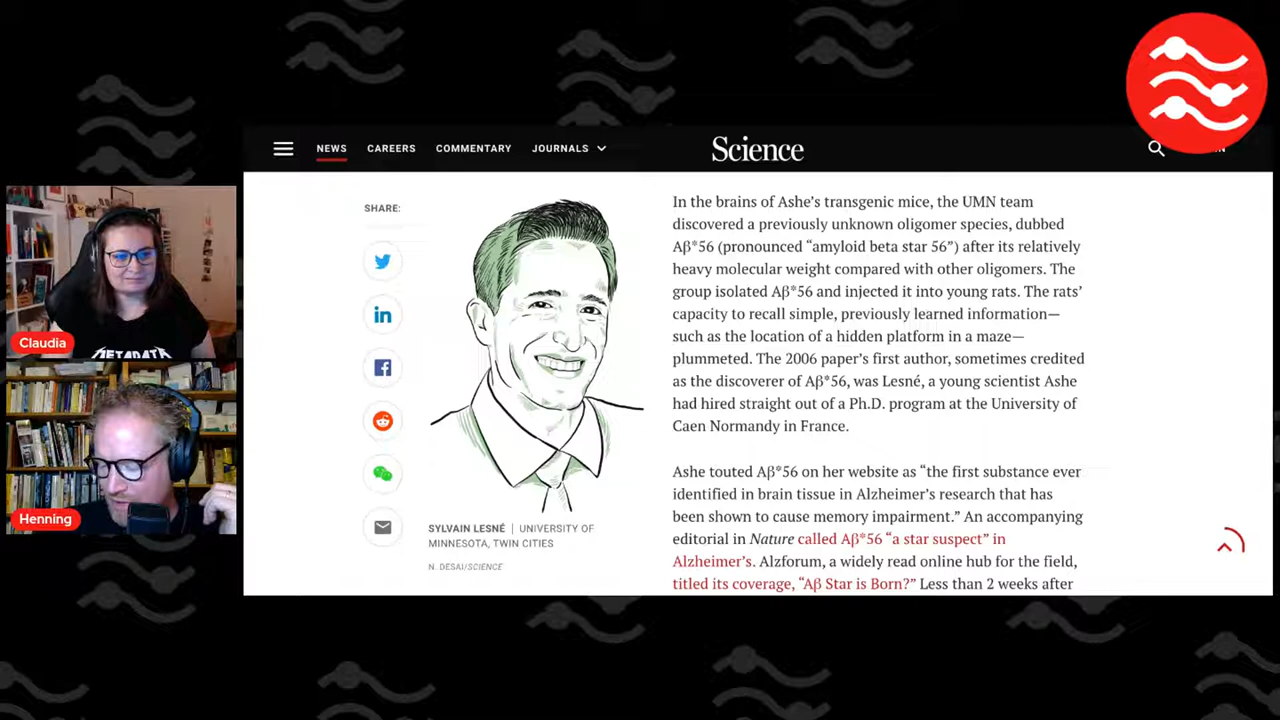 NEWS
CAREERS
COMMENTARY
JOURNALS
Science
SHARE:
In the brains of Ashe's transgenic mice, the UMN team
discovered a previously unknown oligomer species, dubbed
Aβ*56 (pronounced “amyloid beta star 56”) after its relatively
heavy molecular weight compared with other oligomers. The
group isolated Aβ*56 and injected it into young rats. The rats’
capacity to recall simple, previously learned information—
such as the location of a hidden platform in a maze—
plummeted. The 2006 paper’s first author, sometimes credited
as the discoverer of Aβ*56, was Lesné, a young scientist Ashe
had hired straight out of a Ph.D. program at the University of
Caen Normandy in France.
Ashe touted Aβ*56 on her website as “the first substance ever
identified in brain tissue in Alzheimer’s research that has
been shown to cause memory impairment.” An accompanying
editorial in Nature called Aβ*56 “a star suspect” in
Alzheimer’s. Alzforum, a widely read online hub for the field,
titled its coverage, “Aβ Star is Born?” Less than 2 weeks after
SYLVAIN LESNÉ | UNIVERSITY OF
MINNESOTA, TWIN CITIES
N. DESAI/SCIENCE
Claudia
METADATA
Henning